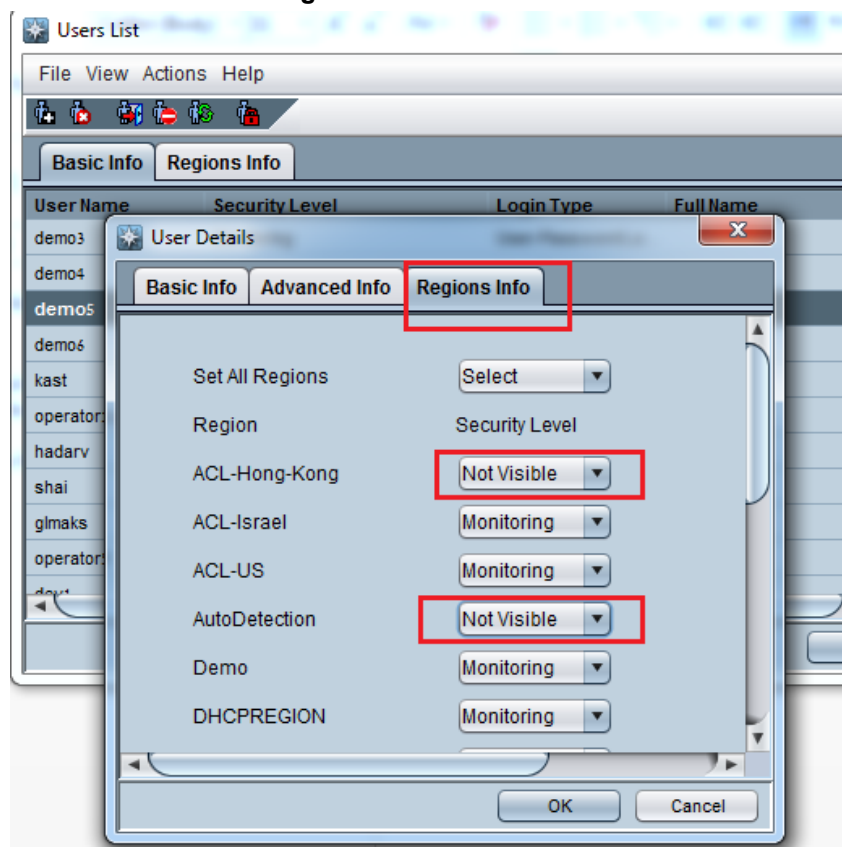 Users List
File View Actions Help
Basic Info Regions Info
User Name Security Level Login Type Full Name
demo3
User Details
demo4
Basic Info Advanced Info Regions Info
demo5
demo6
Set All Regions Select
kast
operator
Region Security Level
hadarv
ACL-Hong-Kong Not Visible
shai
glmaks
ACL-Israel Monitoring
operator
ACL-US Monitoring
AutoDetection Not Visible
Demo Monitoring
DHCPREGION Monitoring
OK Cancel